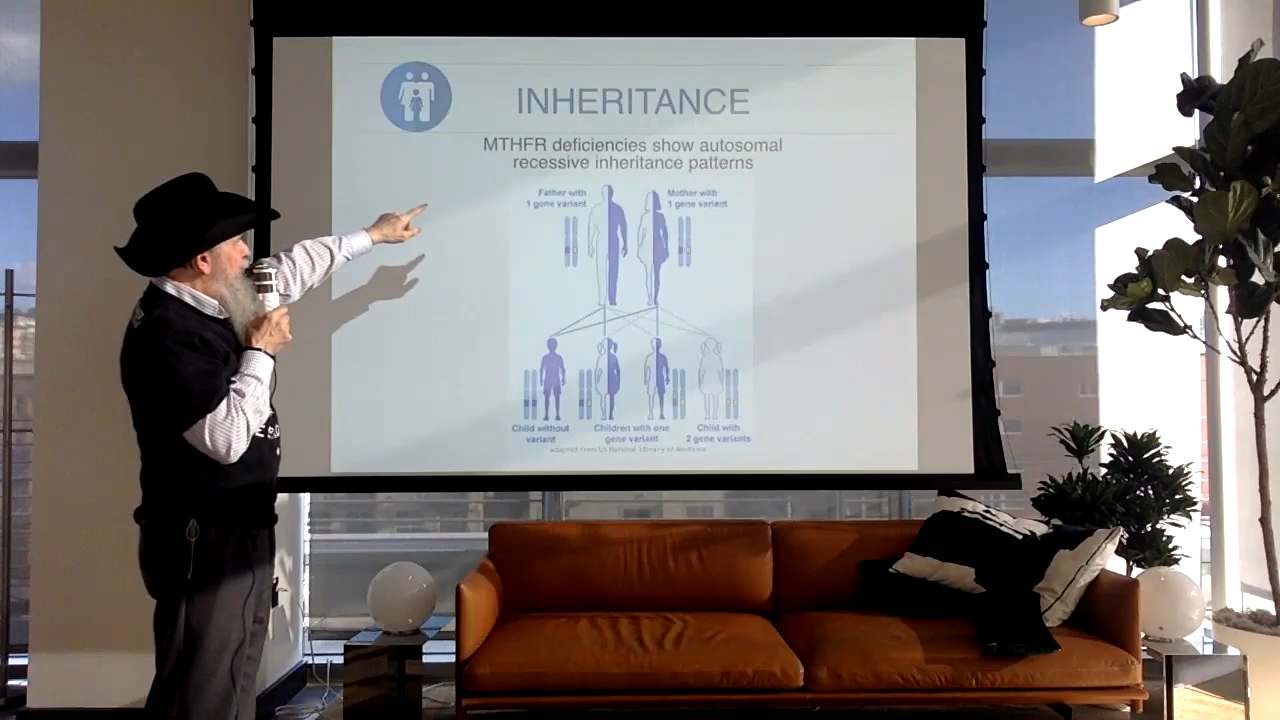 INHERITANCE
MTHFR deficiencies show autosomal
recessive inheritance patterns
Father with
1 gene variant
Mother with
1 gene variant
Child without
variant
Children with one
gene variant
Child with
2 gene variants
adapted from US National Library of Medicine